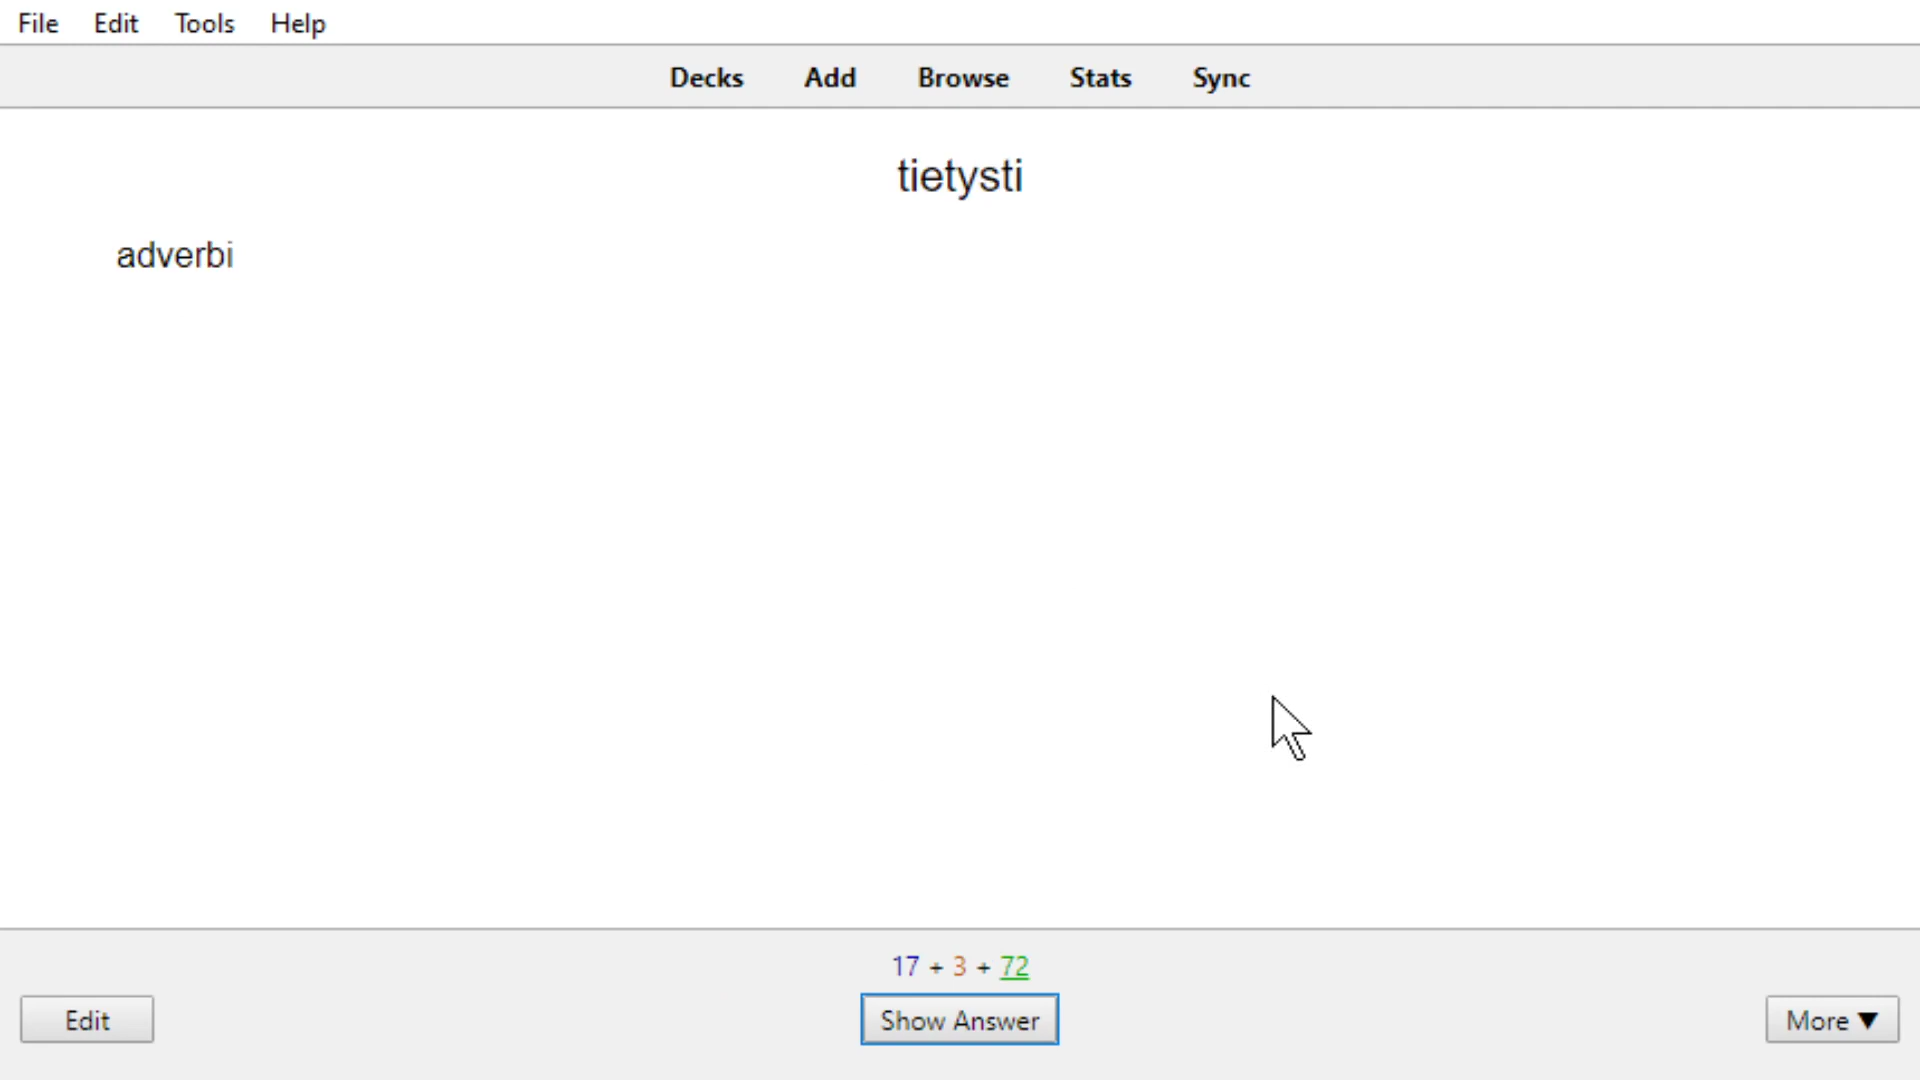 File Edit Tools Help
Decks Add Browse Stats Sync
tietysti
adverbi
17 + 3 + 72
Edit Show Answer More ▼